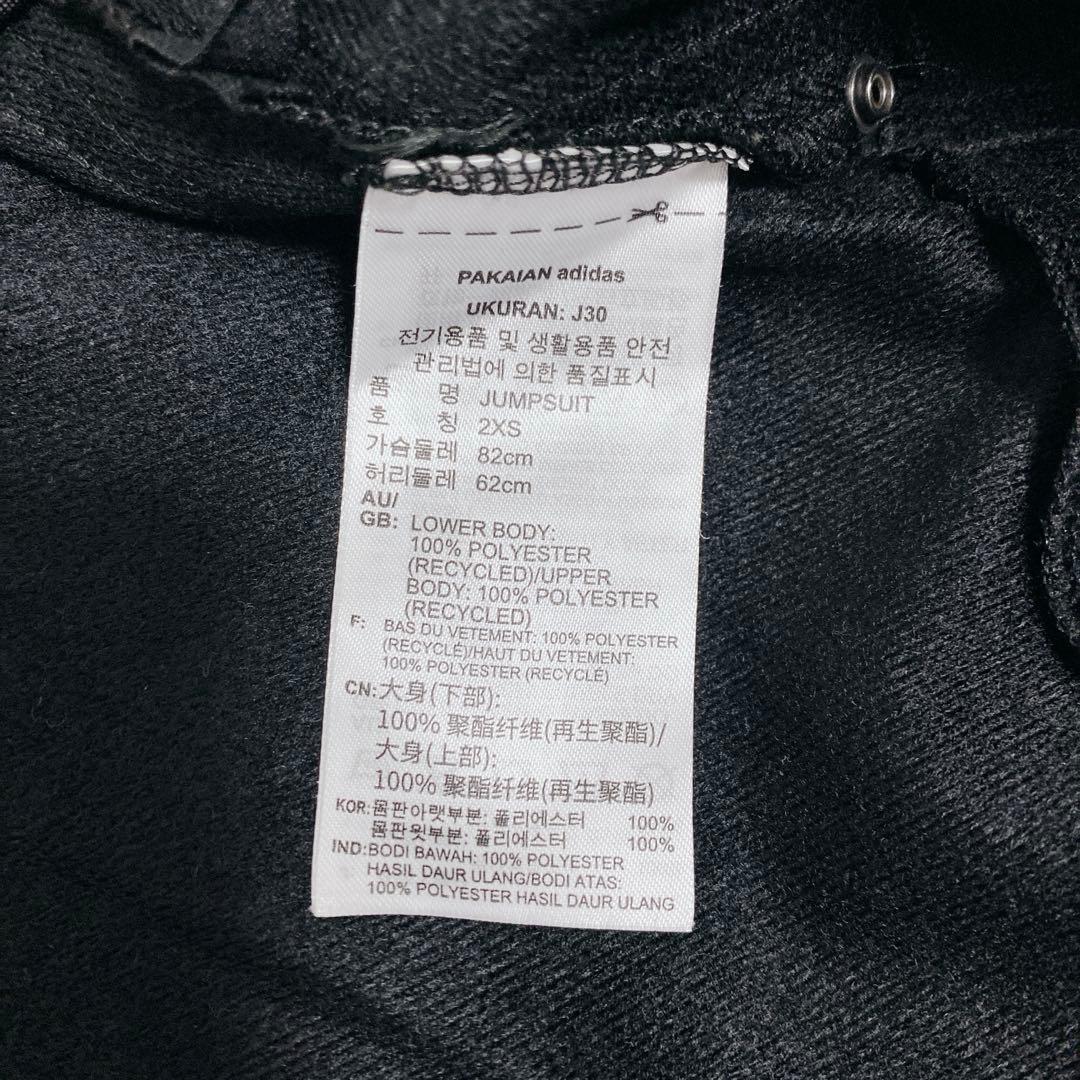 PAKAIAN adidas
UKURAN: J30
전기용품 및 생활용품 안전
관리법에 의한 품질표시
품 명 JUMPSUIT
호 칭 2XS
가슴둘레 82cm
허리둘레 62cm
AU/
GB: LOWER BODY:
100% POLYESTER
(RECYCLED)/UPPER
BODY: 100% POLYESTER
(RECYCLED)
F: BAS DU VETEMENT: 100% POLYESTER
(RECYCLÉ)/HAUT DU VETEMENT:
100% POLYESTER (RECYCLÉ)
CN:大身(下部):
100% 聚酯纤维(再生聚酯)/
大身(上部):
100% 聚酯纤维(再生聚酯)
KOR:몸판아랫부분: 폴리에스터 100%
몸판윗부분: 폴리에스터 100%
IND:BODI BAWAH: 100% POLYESTER
HASIL DAUR ULANG/BODI ATAS:
100% POLYESTER HASIL DAUR ULANG